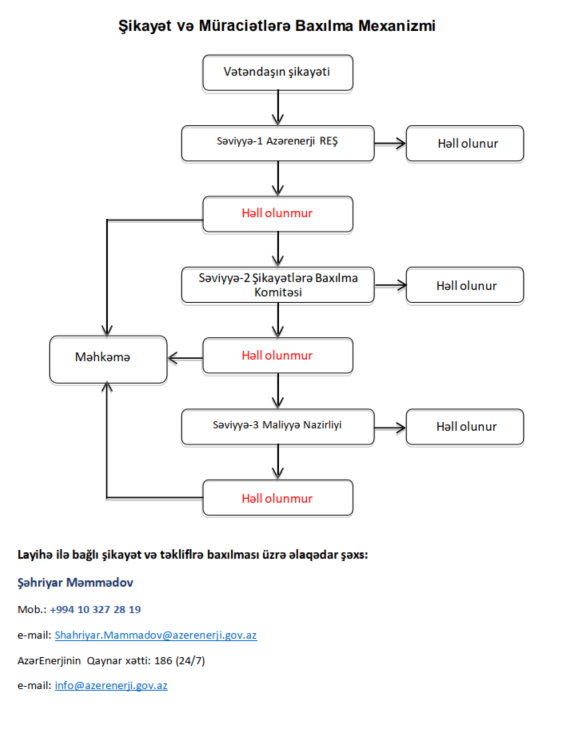 Şikayət və Müraciətlərə Baxılma Mexanizmi
Vətəndaşın şikayəti
Səviyyə-1 Azərenerji REŞ
Həll olunur
Həll olunmur
Səviyyə-2 Şikayətlərə Baxılma
Komitəsi
Həll olunur
Məhkəmə
Həll olunmur
Səviyyə-3 Maliyyə Nazirliyi
Həll olunur
Həll olunmur
Layihə ilə bağlı şikayət və təkliflrə baxılması üzrə əlaqədar şəxs:
Şəhriyar Məmmədov
Mob.: +994 10 327 28 19
e-mail: Shahriyar.Mammadov@azerenerji.gov.az
AzərEnerjinin Qaynar xətti: 186 (24/7)
e-mail: info@azerenerji.gov.az